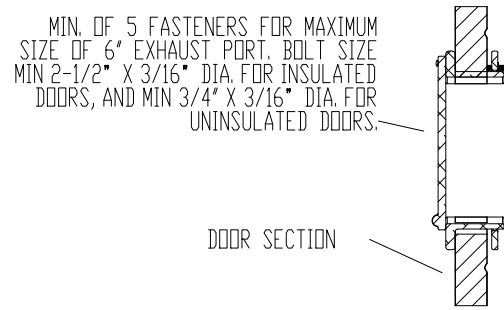 MIN. OF 5 FASTENERS FOR MAXIMUM
SIZE OF 6" EXHAUST PORT. BOLT SIZE
MIN 2-1/2" X 3/16" DIA. FOR INSULATED
DOORS, AND MIN 3/4" X 3/16" DIA. FOR
UNINSULATED DOORS.
DOOR SECTION